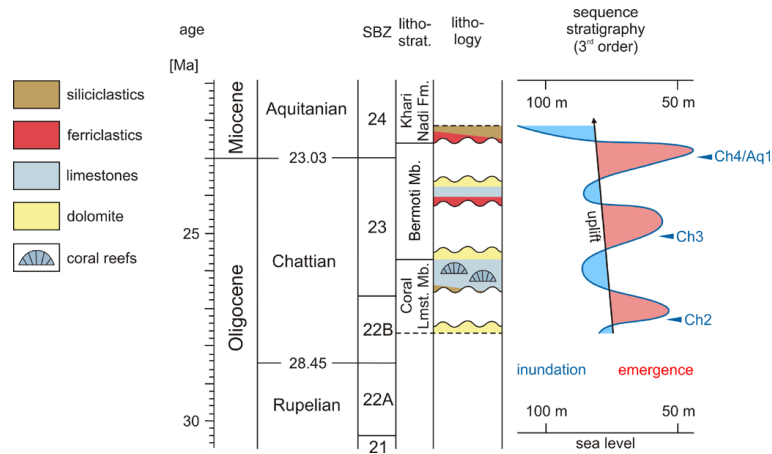 age
[Ma]
SBZ
litho-
strat.
litho-
logy
sequence
stratigraphy
(3rd order)
siliciclastics
ferriclastics
limestones
dolomite
coral reefs
Miocene
Oligocene
25
30
Aquitanian
23.03
Chattian
28.45
Rupelian
24
23
22B
22A
21
Khari
Nadi Fm.
Bermoti Mb.
Coral
Lmst. Mb.
100 m
50 m
uplift
Ch4/Aq1
Ch3
Ch2
inundation
emergence
100 m
50 m
sea level